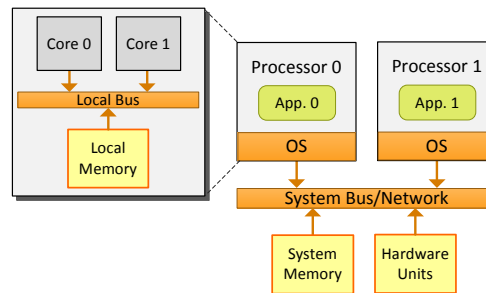 Core 0
Core 1
Local Bus
Local
Memory
Processor 0
App. 0
OS
Processor 1
App. 1
OS
System Bus/Network
System
Memory
Hardware
Units